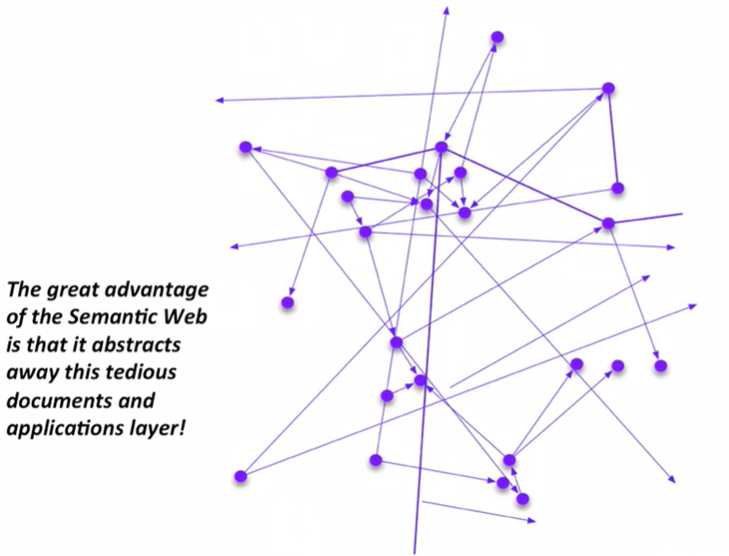 The great advantage
of the Semantic Web
is that it abstracts
away this tedious
documents and
applications layer!